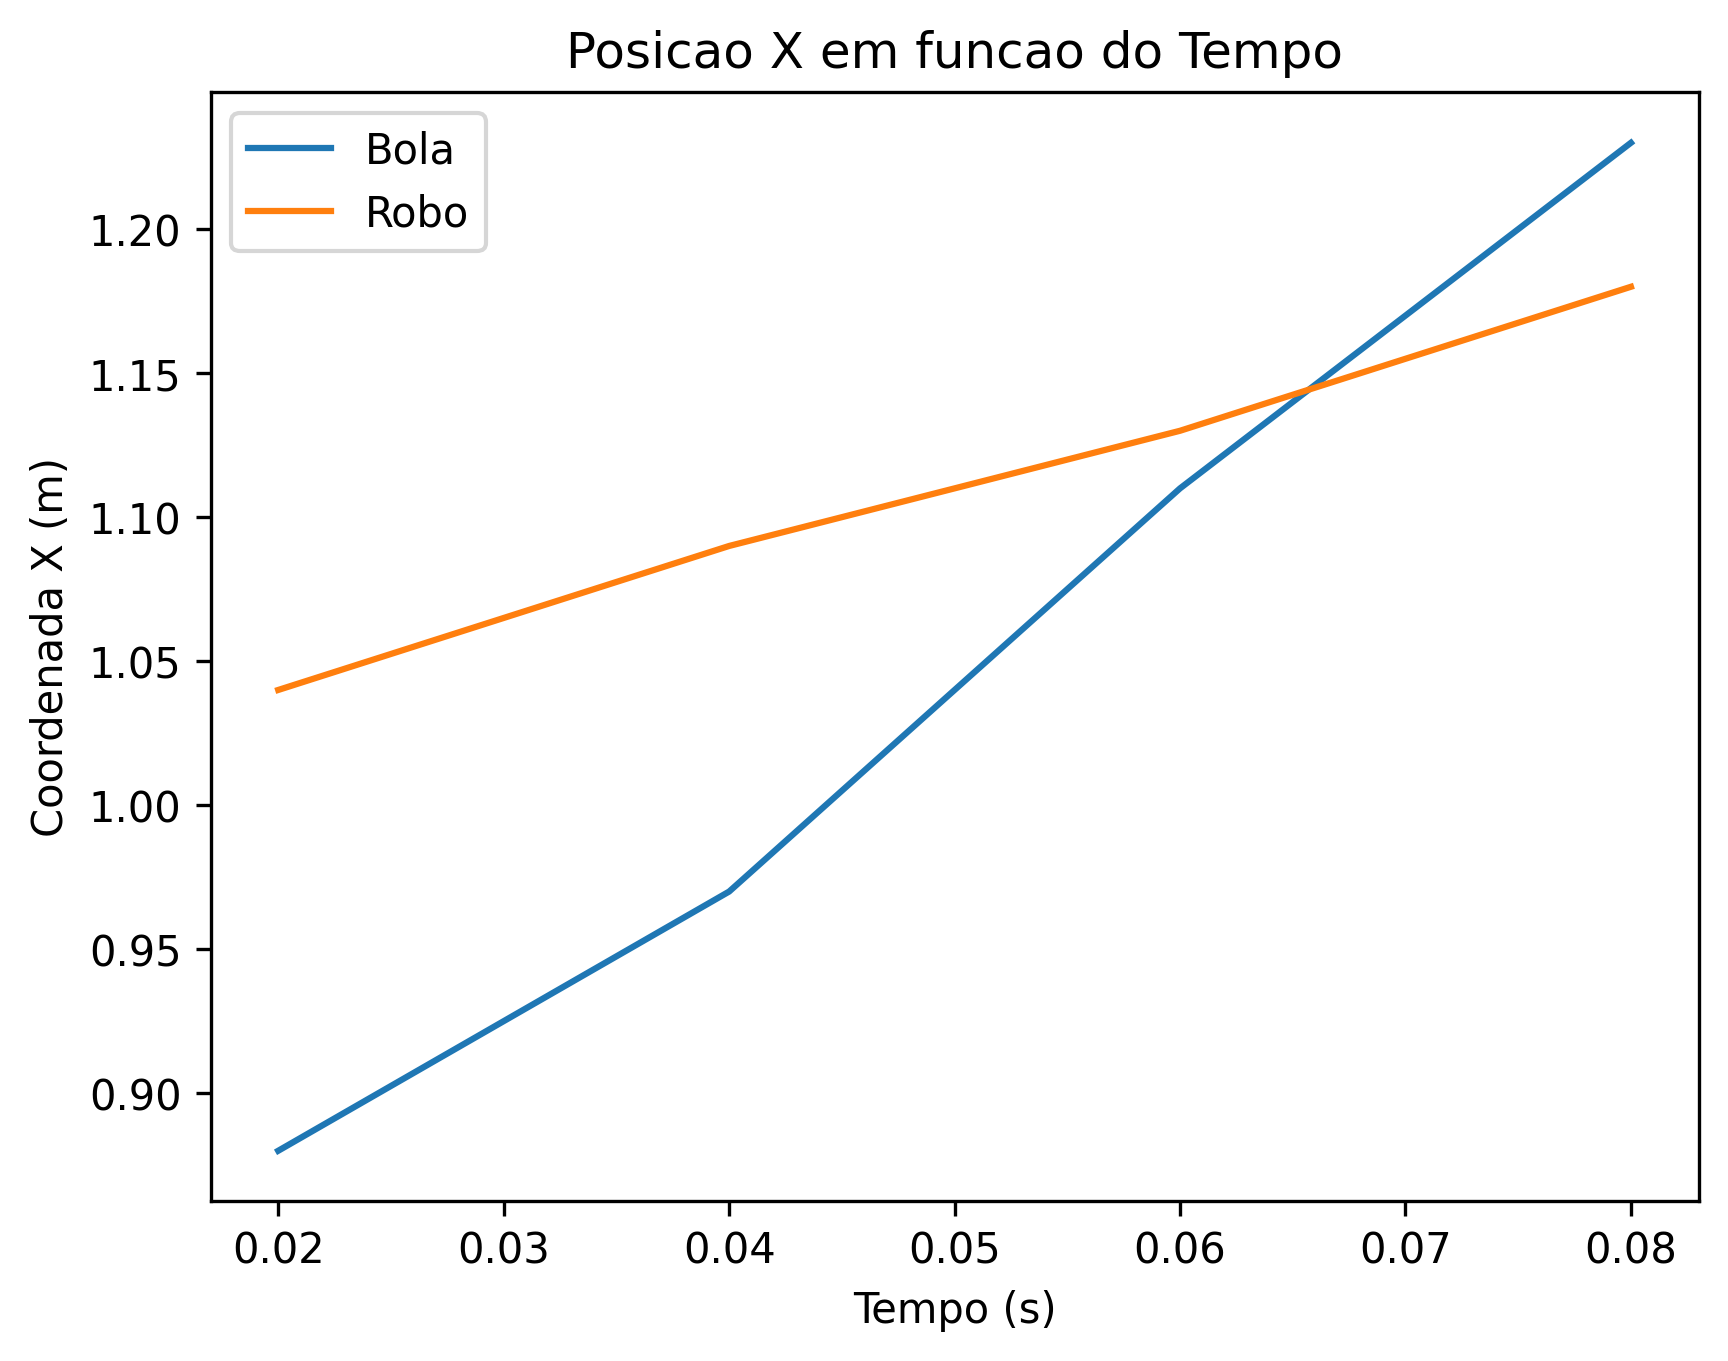 Posicao X em funcao do Tempo
Bola
Robo
1.20
1.15
1.10
1.05
1.00
0.95
0.90
Coordenada X (m)
0.02 0.03 0.04 0.05 0.06 0.07 0.08
Tempo (s)